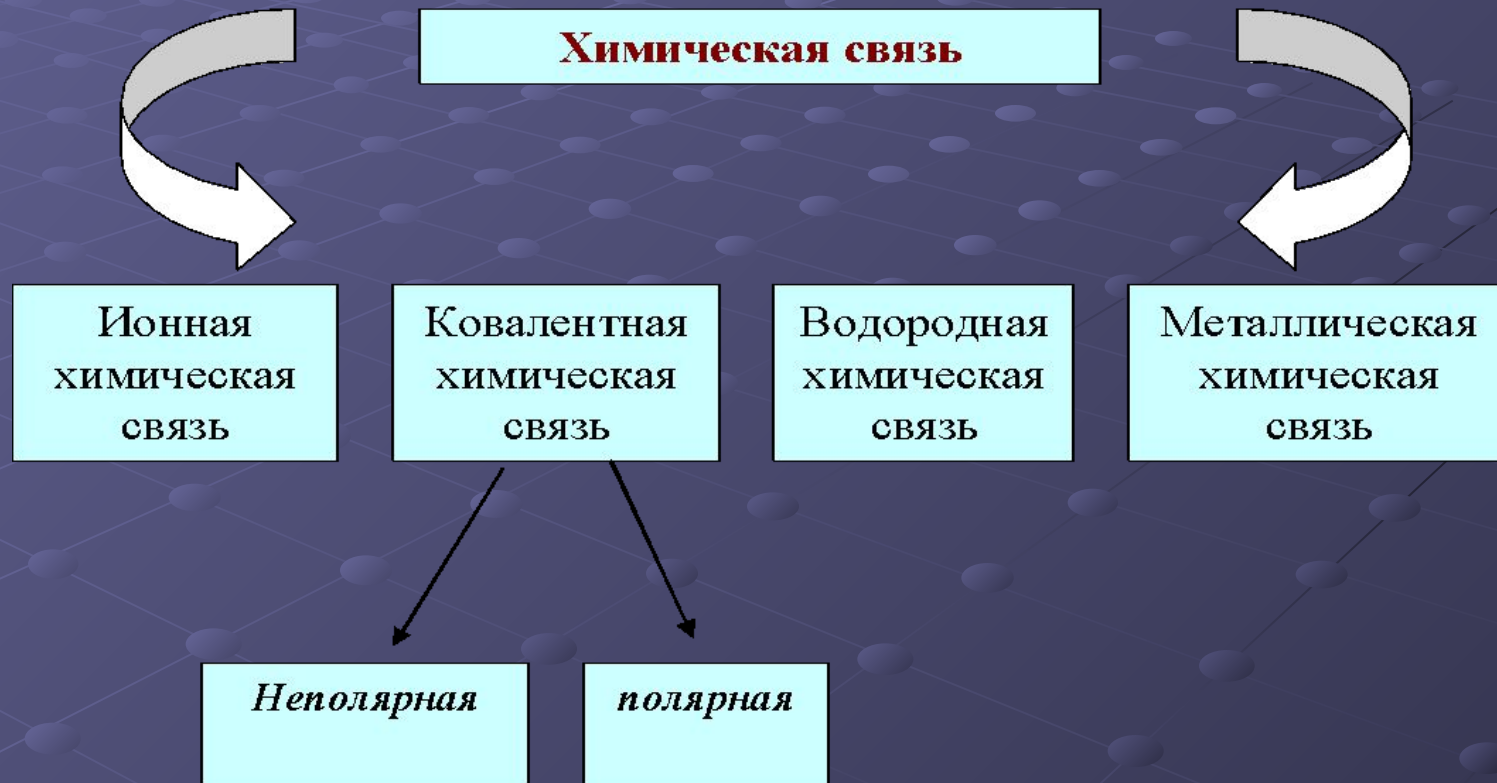 Химическая связь
Ионная
химическая
связь
Ковалентная
химическая
связь
Водородная
химическая
связь
Металлическая
химическая
связь
Неполярная
полярная